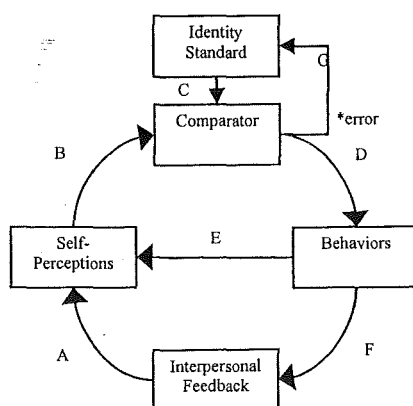 Identity
Standard
G
C
Comparator
*error
B
D
Self-
Perceptions
E
Behaviors
A
F
Interpersonal
Feedback